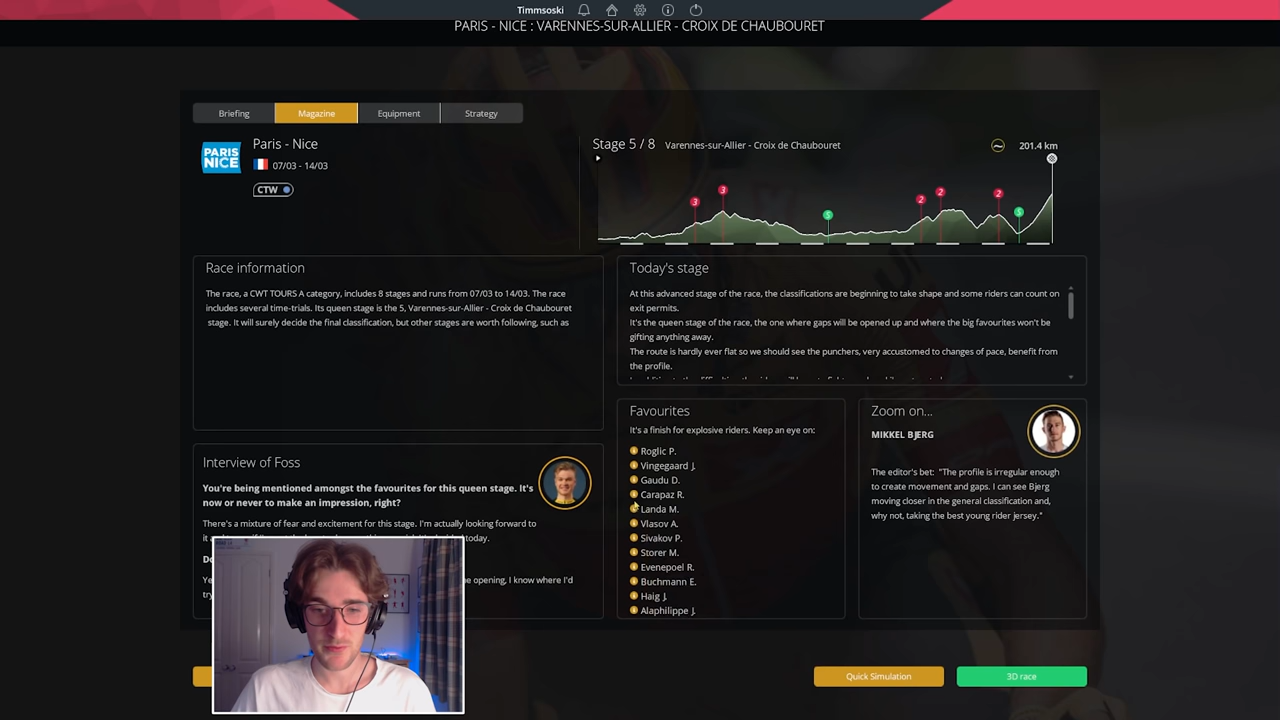 Timmsoski
PARIS - NICE : VARENNES-SUR-ALLIER - CROIX DE CHAUBOURET
Briefing
Magazine
Equipment
Strategy
PARIS
NICE
Paris - Nice
07/03 - 14/03
CTW
Stage 5 / 8
Varennes-sur-Allier - Croix de Chaubouret
201.4 km
3
3
S
2
2
2
S
Race information
The race, a CWT TOURS A category, includes 8 stages and runs from 07/03 to 14/03. The race
includes several time-trials. Its queen stage is the 5, Varennes-sur-Allier - Croix de Chaubouret
stage. It will surely decide the final classification, but other stages are worth following, such as
Today's stage
At this advanced stage of the race, the classifications are beginning to take shape and some riders can count on
exit permits.
It's the queen stage of the race, the one where gaps will be opened up and where the big favourites won't be
gifting anything away.
The route is hardly ever flat so we should see the punchers, very accustomed to changes of pace, benefit from
the profile.
Interview of Foss
You're being mentioned amongst the favourites for this queen stage. It's
now or never to make an impression, right?
There's a mixture of fear and excitement for this stage. I'm actually looking forward to
today.
e opening, I know where I'd
Favourites
It's a finish for explosive riders. Keep an eye on:
Roglic P.
Vingegaard J.
Gaudu D.
Carapaz R.
Landa M.
Vlasov A.
Sivakov P.
Storer M.
Evenepoel R.
Buchmann E.
Haig J.
Alaphilippe J.
Zoom on...
MIKKEL BJERG
The editor's bet: "The profile is irregular enough
to create movement and gaps. I can see Bjerg
moving closer in the general classification and,
why not, taking the best young rider jersey."
Quick Simulation
3D race